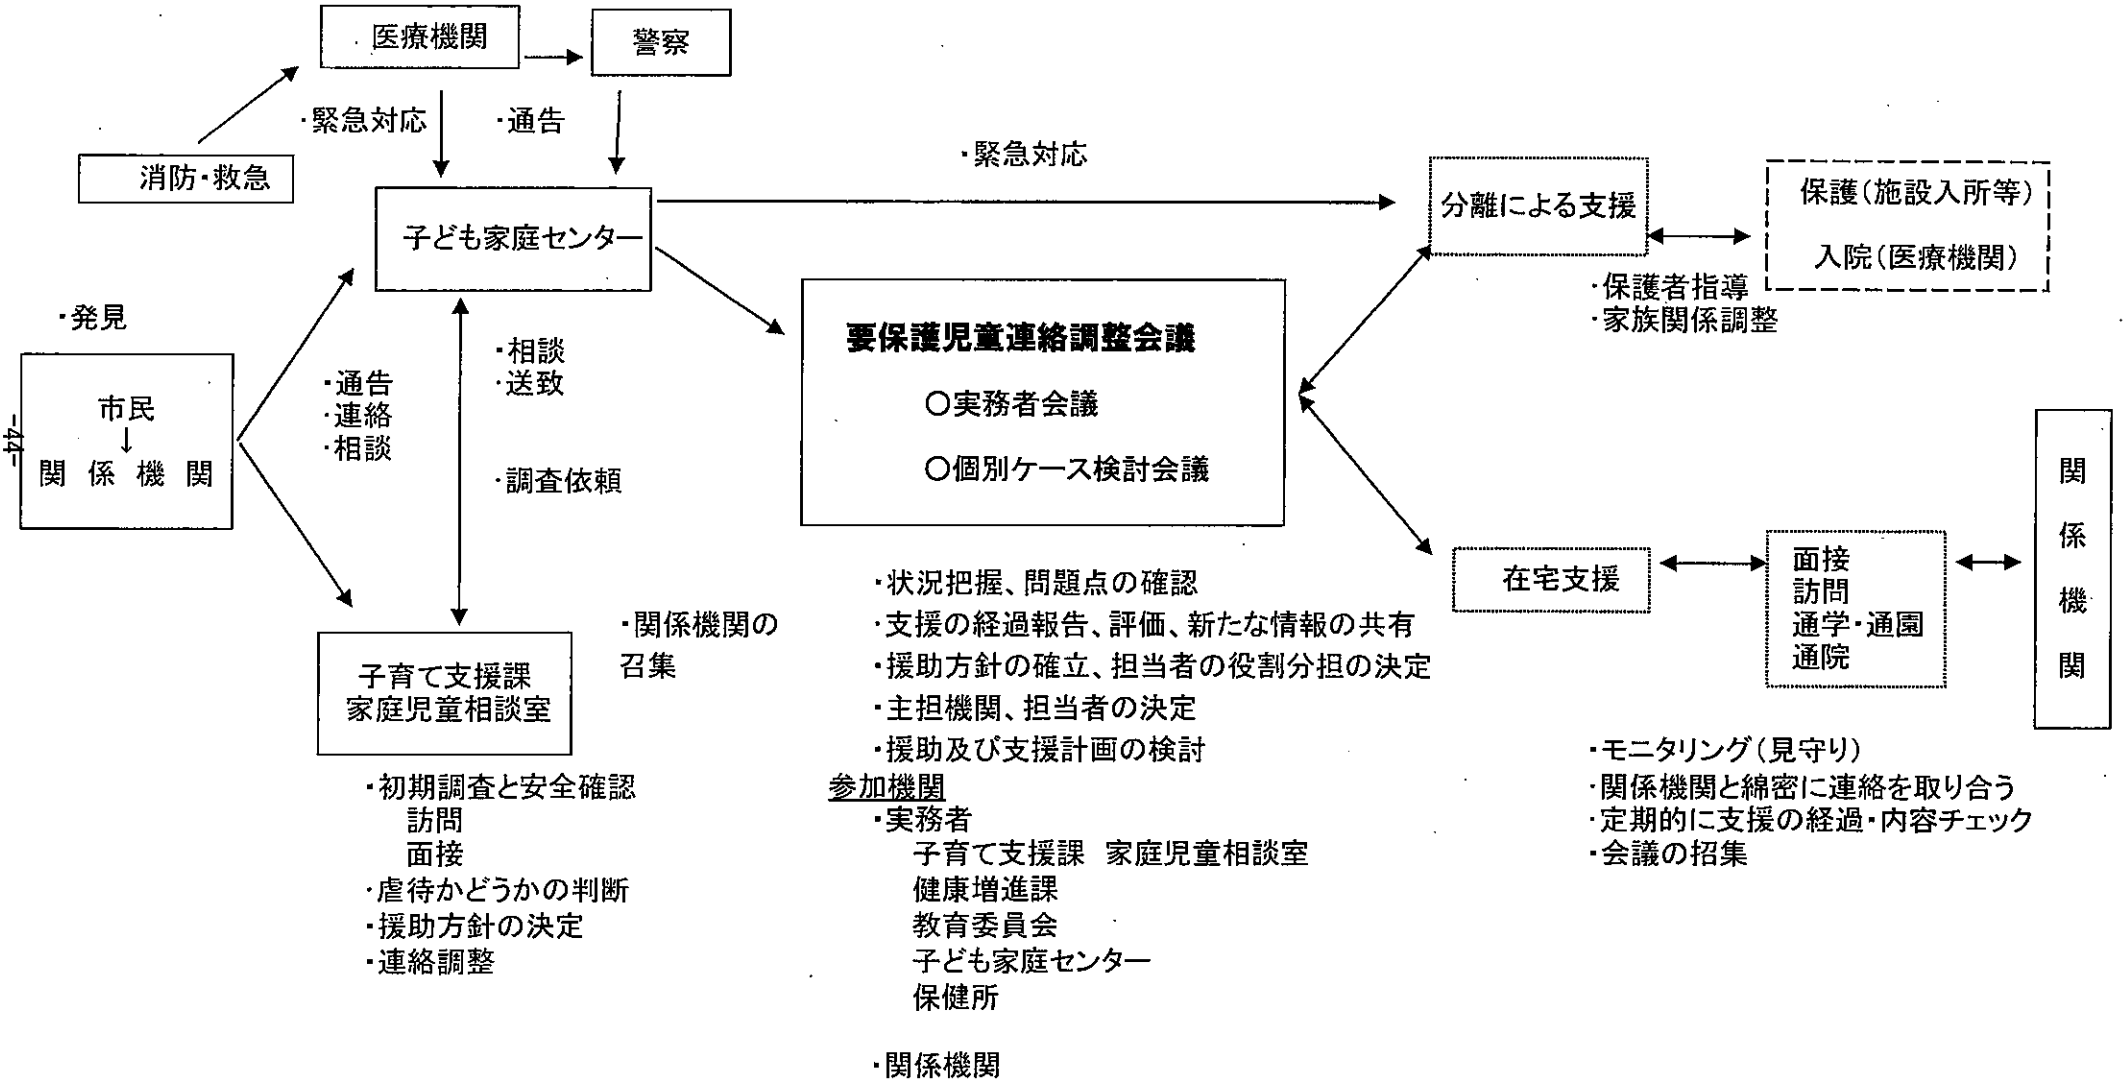 医療機関
警察
・緊急対応
・通告
消防・救急
・緊急対応
子ども家庭センター
分離による支援
保護(施設入所等)
入院(医療機関)
・保護者指導
・家族関係調整
・発見
市民
↓
関係機関
・通告
・連絡
・相談
・相談
・送致
・調査依頼
要保護児童連絡調整会議
〇実務者会議
〇個別ケース検討会議
-44-
子育て支援課
家庭児童相談室
・関係機関の
召集
・状況把握、問題点の確認
・支援の経過報告、評価、新たな情報の共有
・援助方針の確立、担当者の役割分担の決定
・主担機関、担当者の決定
・援助及び支援計画の検討
在宅支援
面接
訪問
通学・通園
通院
関係機関
・初期調査と安全確認
訪問
面接
・虐待かどうかの判断
・援助方針の決定
・連絡調整
参加機関
・実務者
子育て支援課 家庭児童相談室
健康増進課
教育委員会
子ども家庭センター
保健所
・関係機関
・モニタリング(見守り)
・関係機関と綿密に連絡を取り合う
・定期的に支援の経過・内容チェック
・会議の招集